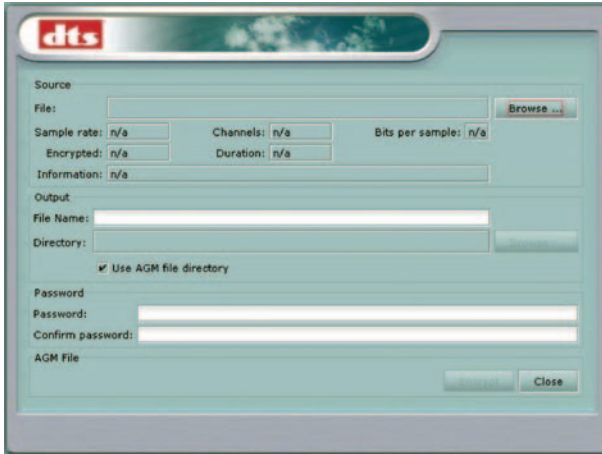 dts
Source
File: Browse ...
Sample rate: n/a Channels: n/a Bits per sample: n/a
Encrypted: n/a Duration: n/a
Information: n/a
Output
File Name:
Directory: Browse ...
Use AGM file directory
Password
Password:
Confirm password:
AGM File
Close